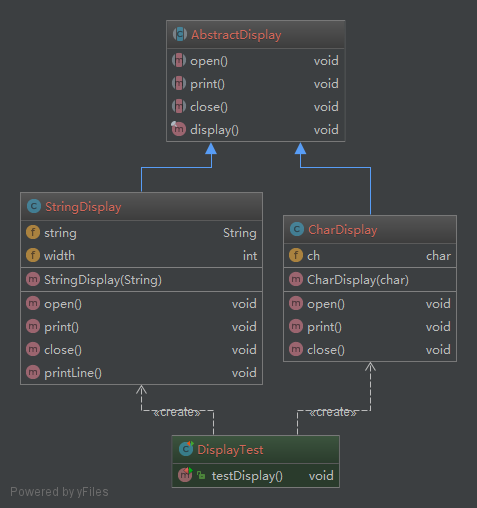 AbstractDisplay
open() void
print() void
close() void
display() void
StringDisplay
string String
width int
StringDisplay(String)
open() void
print() void
close() void
printLine() void
CharDisplay
ch char
CharDisplay(char)
open() void
print() void
close() void
«create»
«create»
DisplayTest
testDisplay() void
Powered by yFiles